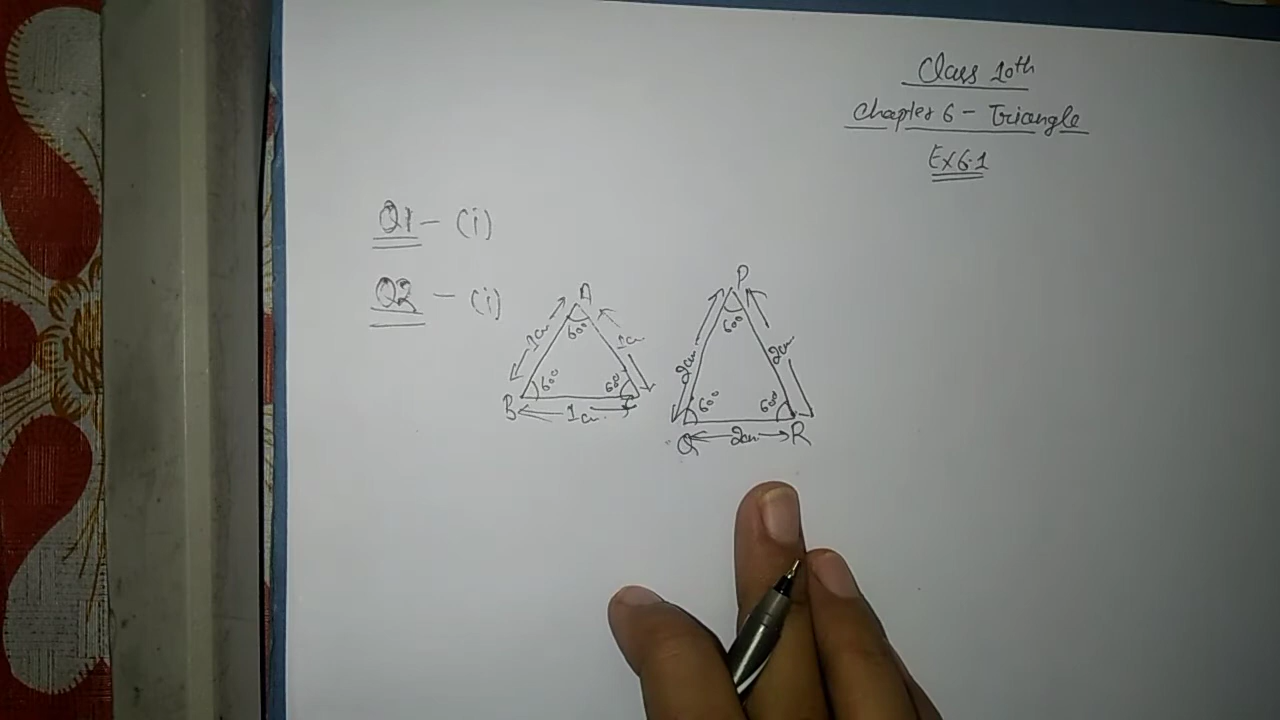 Class 10th
Chapter 6 - Triangle
Ex 6.1
Q1 - (i)
Q2 - (i)
A
60°
1cm
1cm
60°
60°
B
1cm
C
P
60°
2cm
2cm
60°
60°
Q
2cm
R